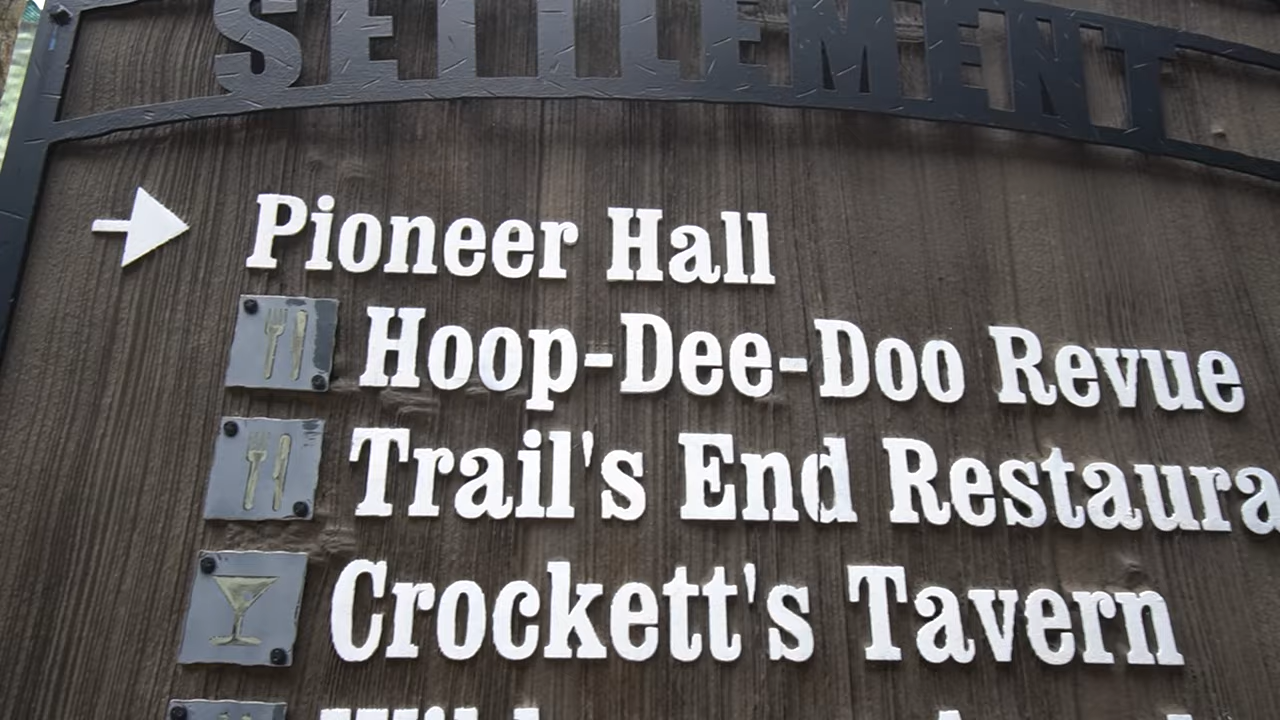 SETTLEMENT
Pioneer Hall
Hoop-Dee-Doo Revue
Trail's End Restaura
Crockett's Tavern